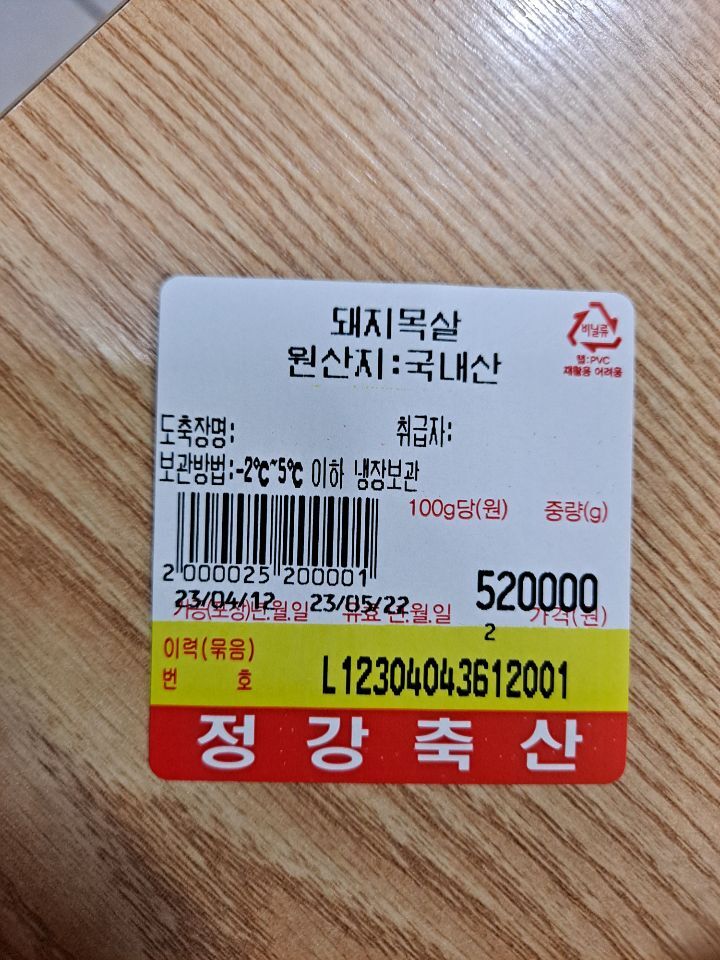 돼지목살
원산지:국내산
비닐류
랩:PVC
재활용 어려움
도축장명: 취급자:
보관방법:-2℃~5℃ 이하 냉장보관
100g당(원) 중량(g)
2 000025 200001
23/04/12 23/05/22 520000
가공(포장)년.월.일 유효 년.월.일 가격(원)
2
이력(묶음)
번 호 L12304043612001
정강축산